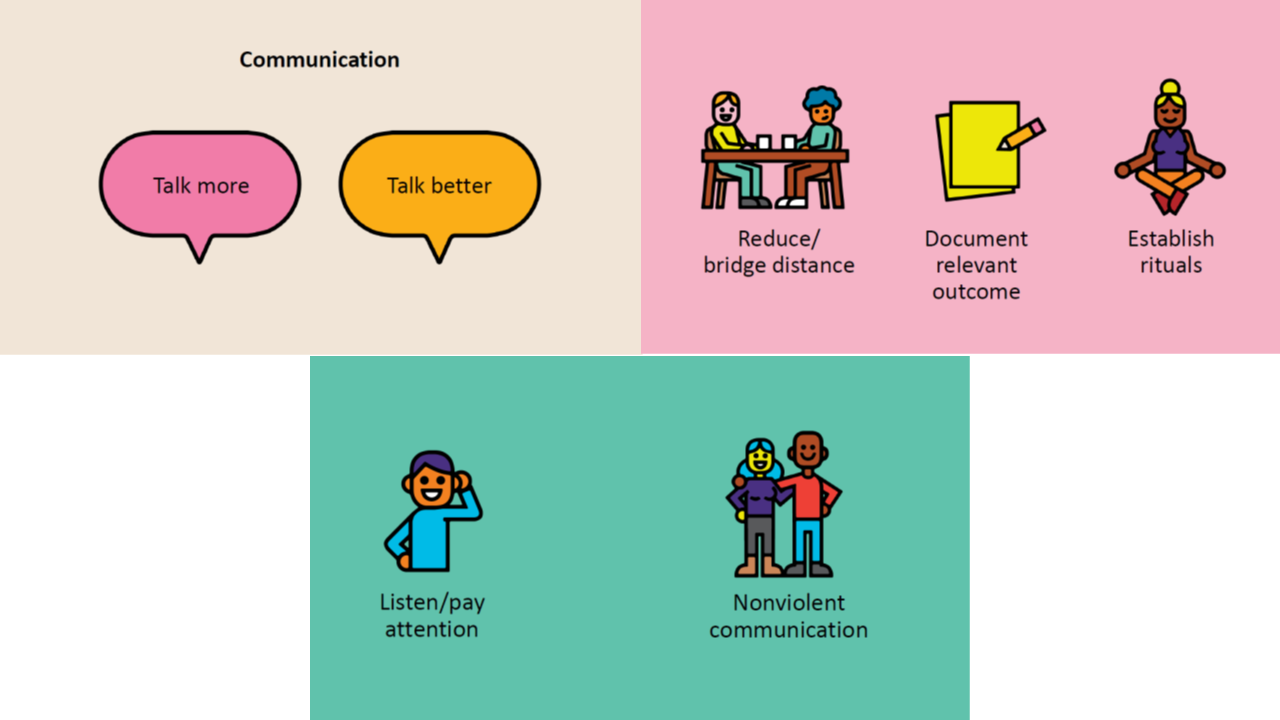 Communication
Talk more
Talk better
Reduce/
bridge distance
Document
relevant
outcome
Establish
rituals
Listen/pay
attention
Nonviolent
communication